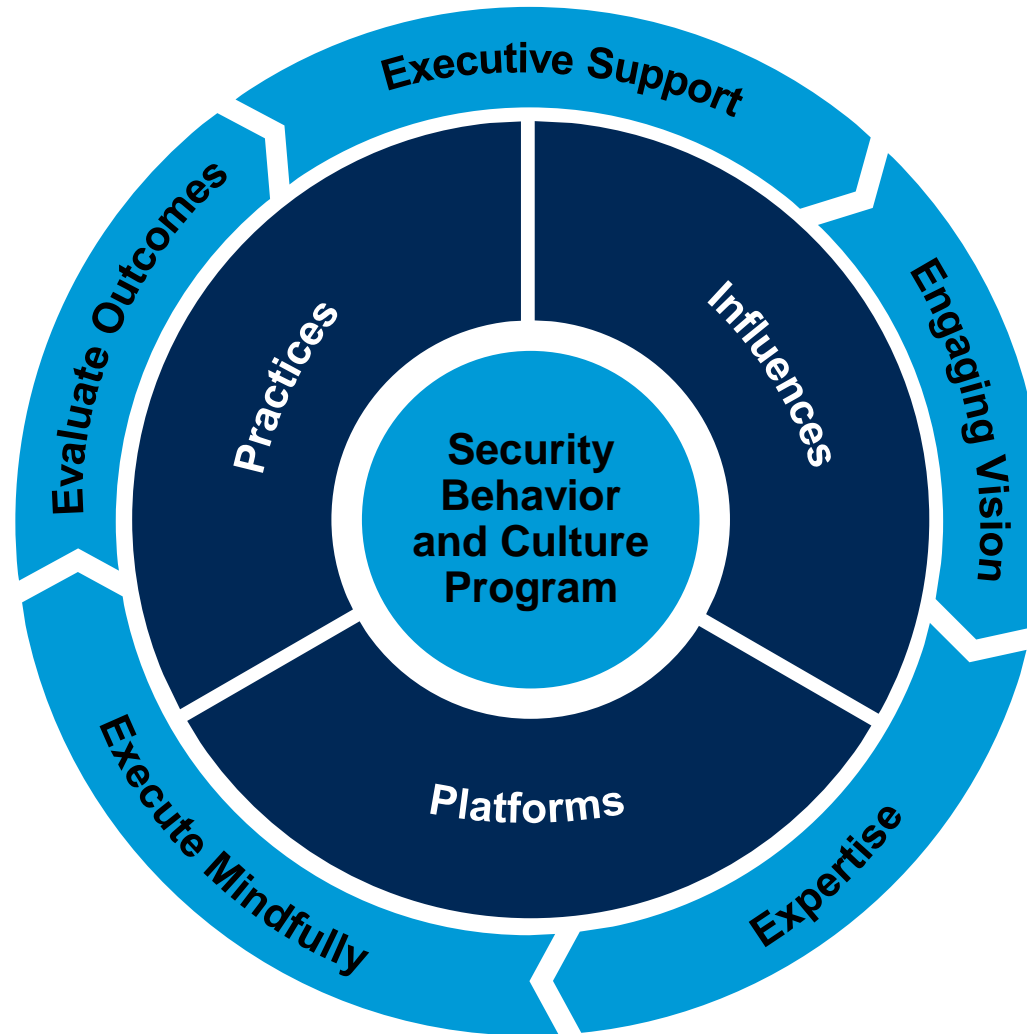 Executive Support
Engaging Vision
Expertise
Execute Mindfully
Evaluate Outcomes
Practices
Influences
Platforms
Security
Behavior
and Culture
Program